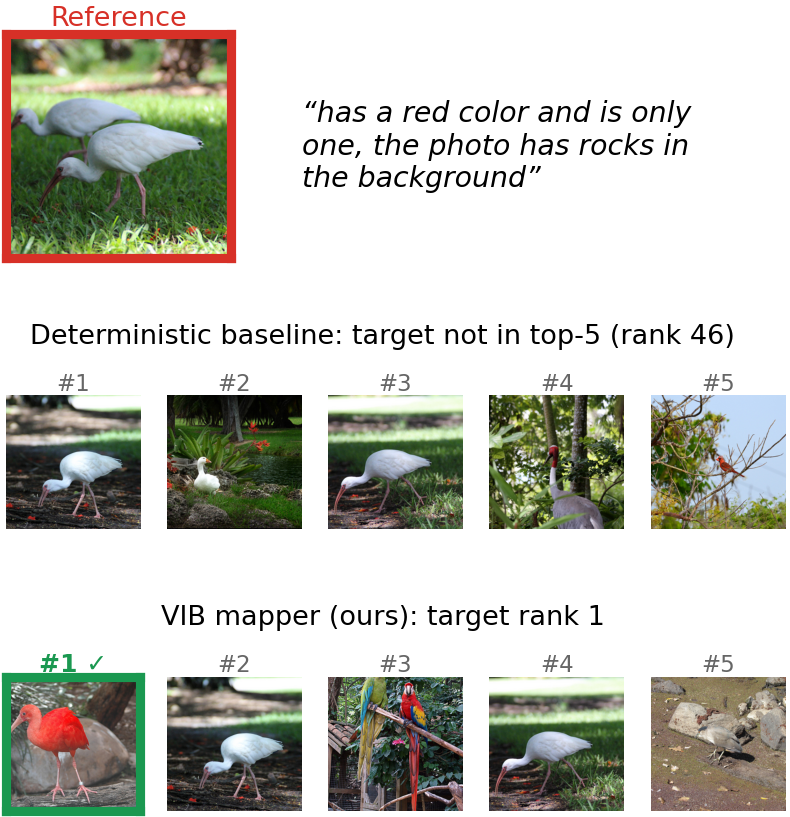 Reference
“has a red color and is only
one, the photo has rocks in
the background”
Deterministic baseline: target not in top-5 (rank 46)
#1 #2 #3 #4 #5
VIB mapper (ours): target rank 1
#1 ✓ #2 #3 #4 #5